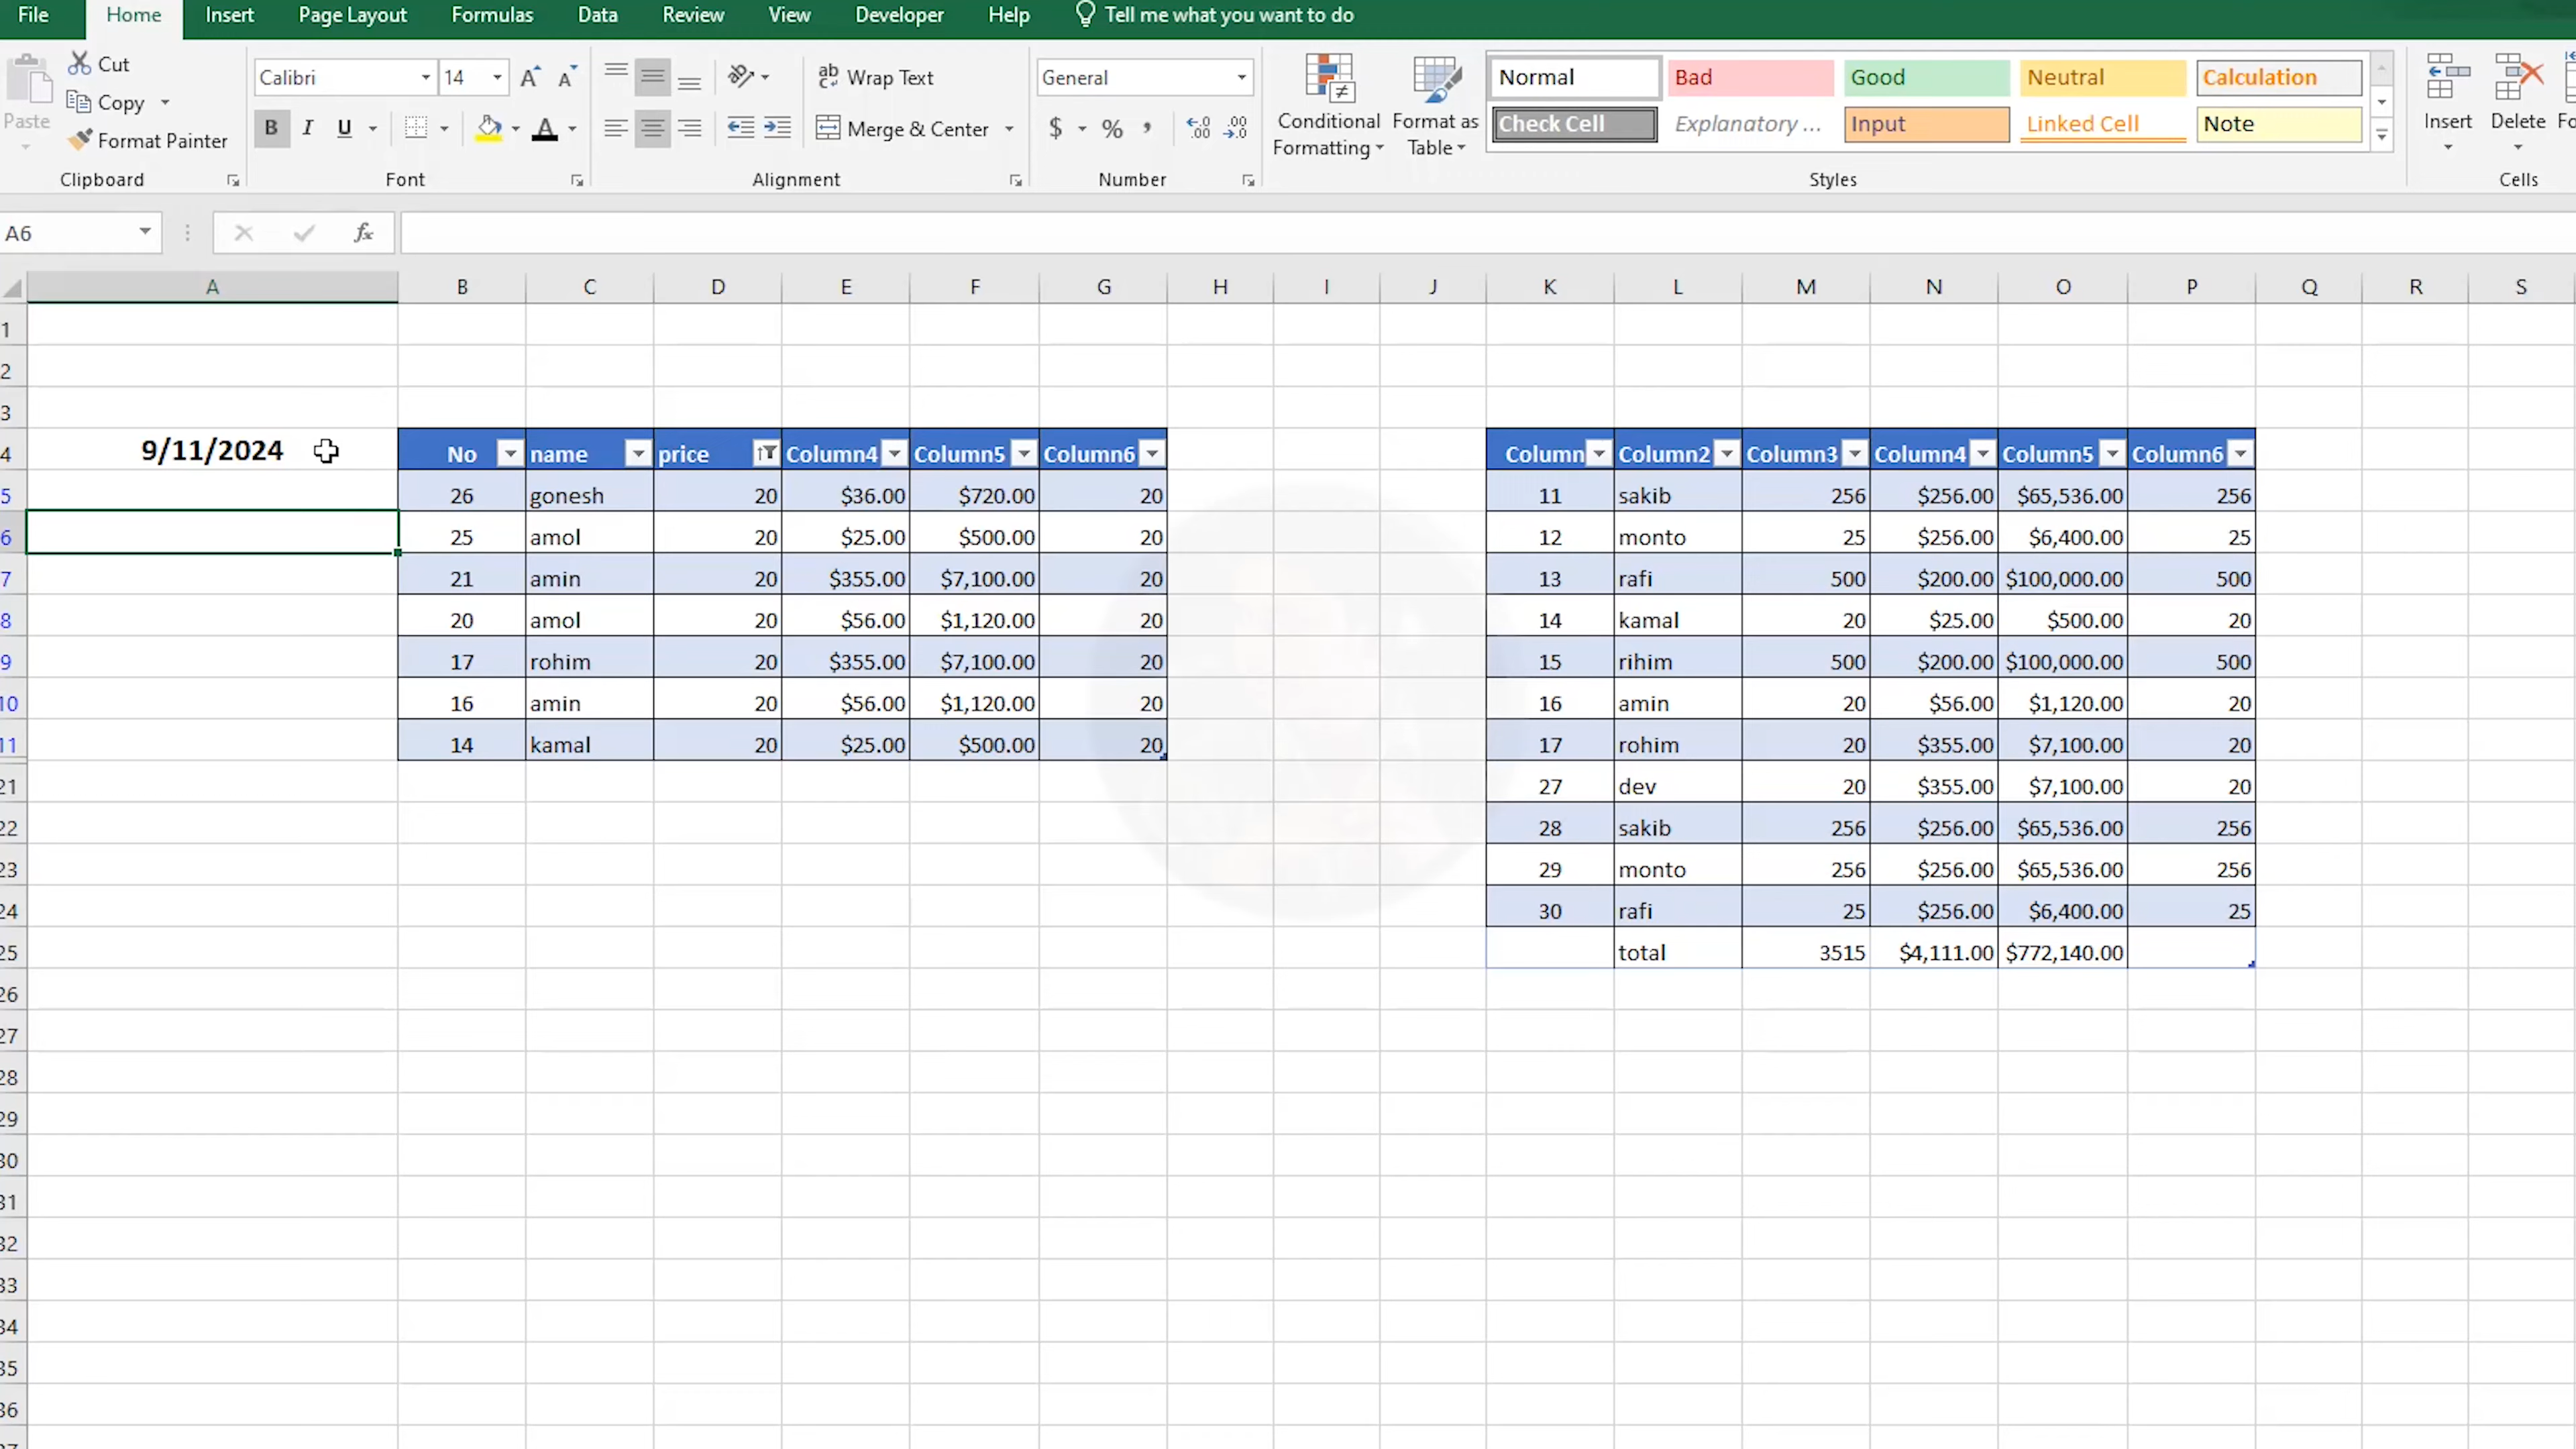 File Home Insert Page Layout Formulas Data Review View Developer Help Tell me what you want to do
Cut
Copy
Format Painter
Paste
Clipboard
Calibri 14
B I U
Font
Wrap Text
Merge & Center
Alignment
General
$ % ,
Number
Conditional Formatting
Format as Table
Normal Bad Good Neutral Calculation
Check Cell Explanatory ... Input Linked Cell Note
Styles
Insert Delete
Cells
A6 fx
A B C D E F G H I J K L M N O P Q R S
1
2
3
4 9/11/2024 No name price Column4 Column5 Column6 Column Column2 Column3 Column4 Column5 Column6
5 26 gonesh 20 $36.00 $720.00 20 11 sakib 256 $256.00 $65,536.00 256
6 25 amol 20 $25.00 $500.00 20 12 monto 25 $256.00 $6,400.00 25
7 21 amin 20 $355.00 $7,100.00 20 13 rafi 500 $200.00 $100,000.00 500
8 20 amol 20 $56.00 $1,120.00 20 14 kamal 20 $25.00 $500.00 20
9 17 rohim 20 $355.00 $7,100.00 20 15 rihim 500 $200.00 $100,000.00 500
10 16 amin 20 $56.00 $1,120.00 20 16 amin 20 $56.00 $1,120.00 20
11 14 kamal 20 $25.00 $500.00 20 17 rohim 20 $355.00 $7,100.00 20
21 27 dev 20 $355.00 $7,100.00 20
22 28 sakib 256 $256.00 $65,536.00 256
23 29 monto 256 $256.00 $65,536.00 256
24 30 rafi 25 $256.00 $6,400.00 25
25 total 3515 $4,111.00 $772,140.00
26
27
28
29
30
31
32
33
34
35
36